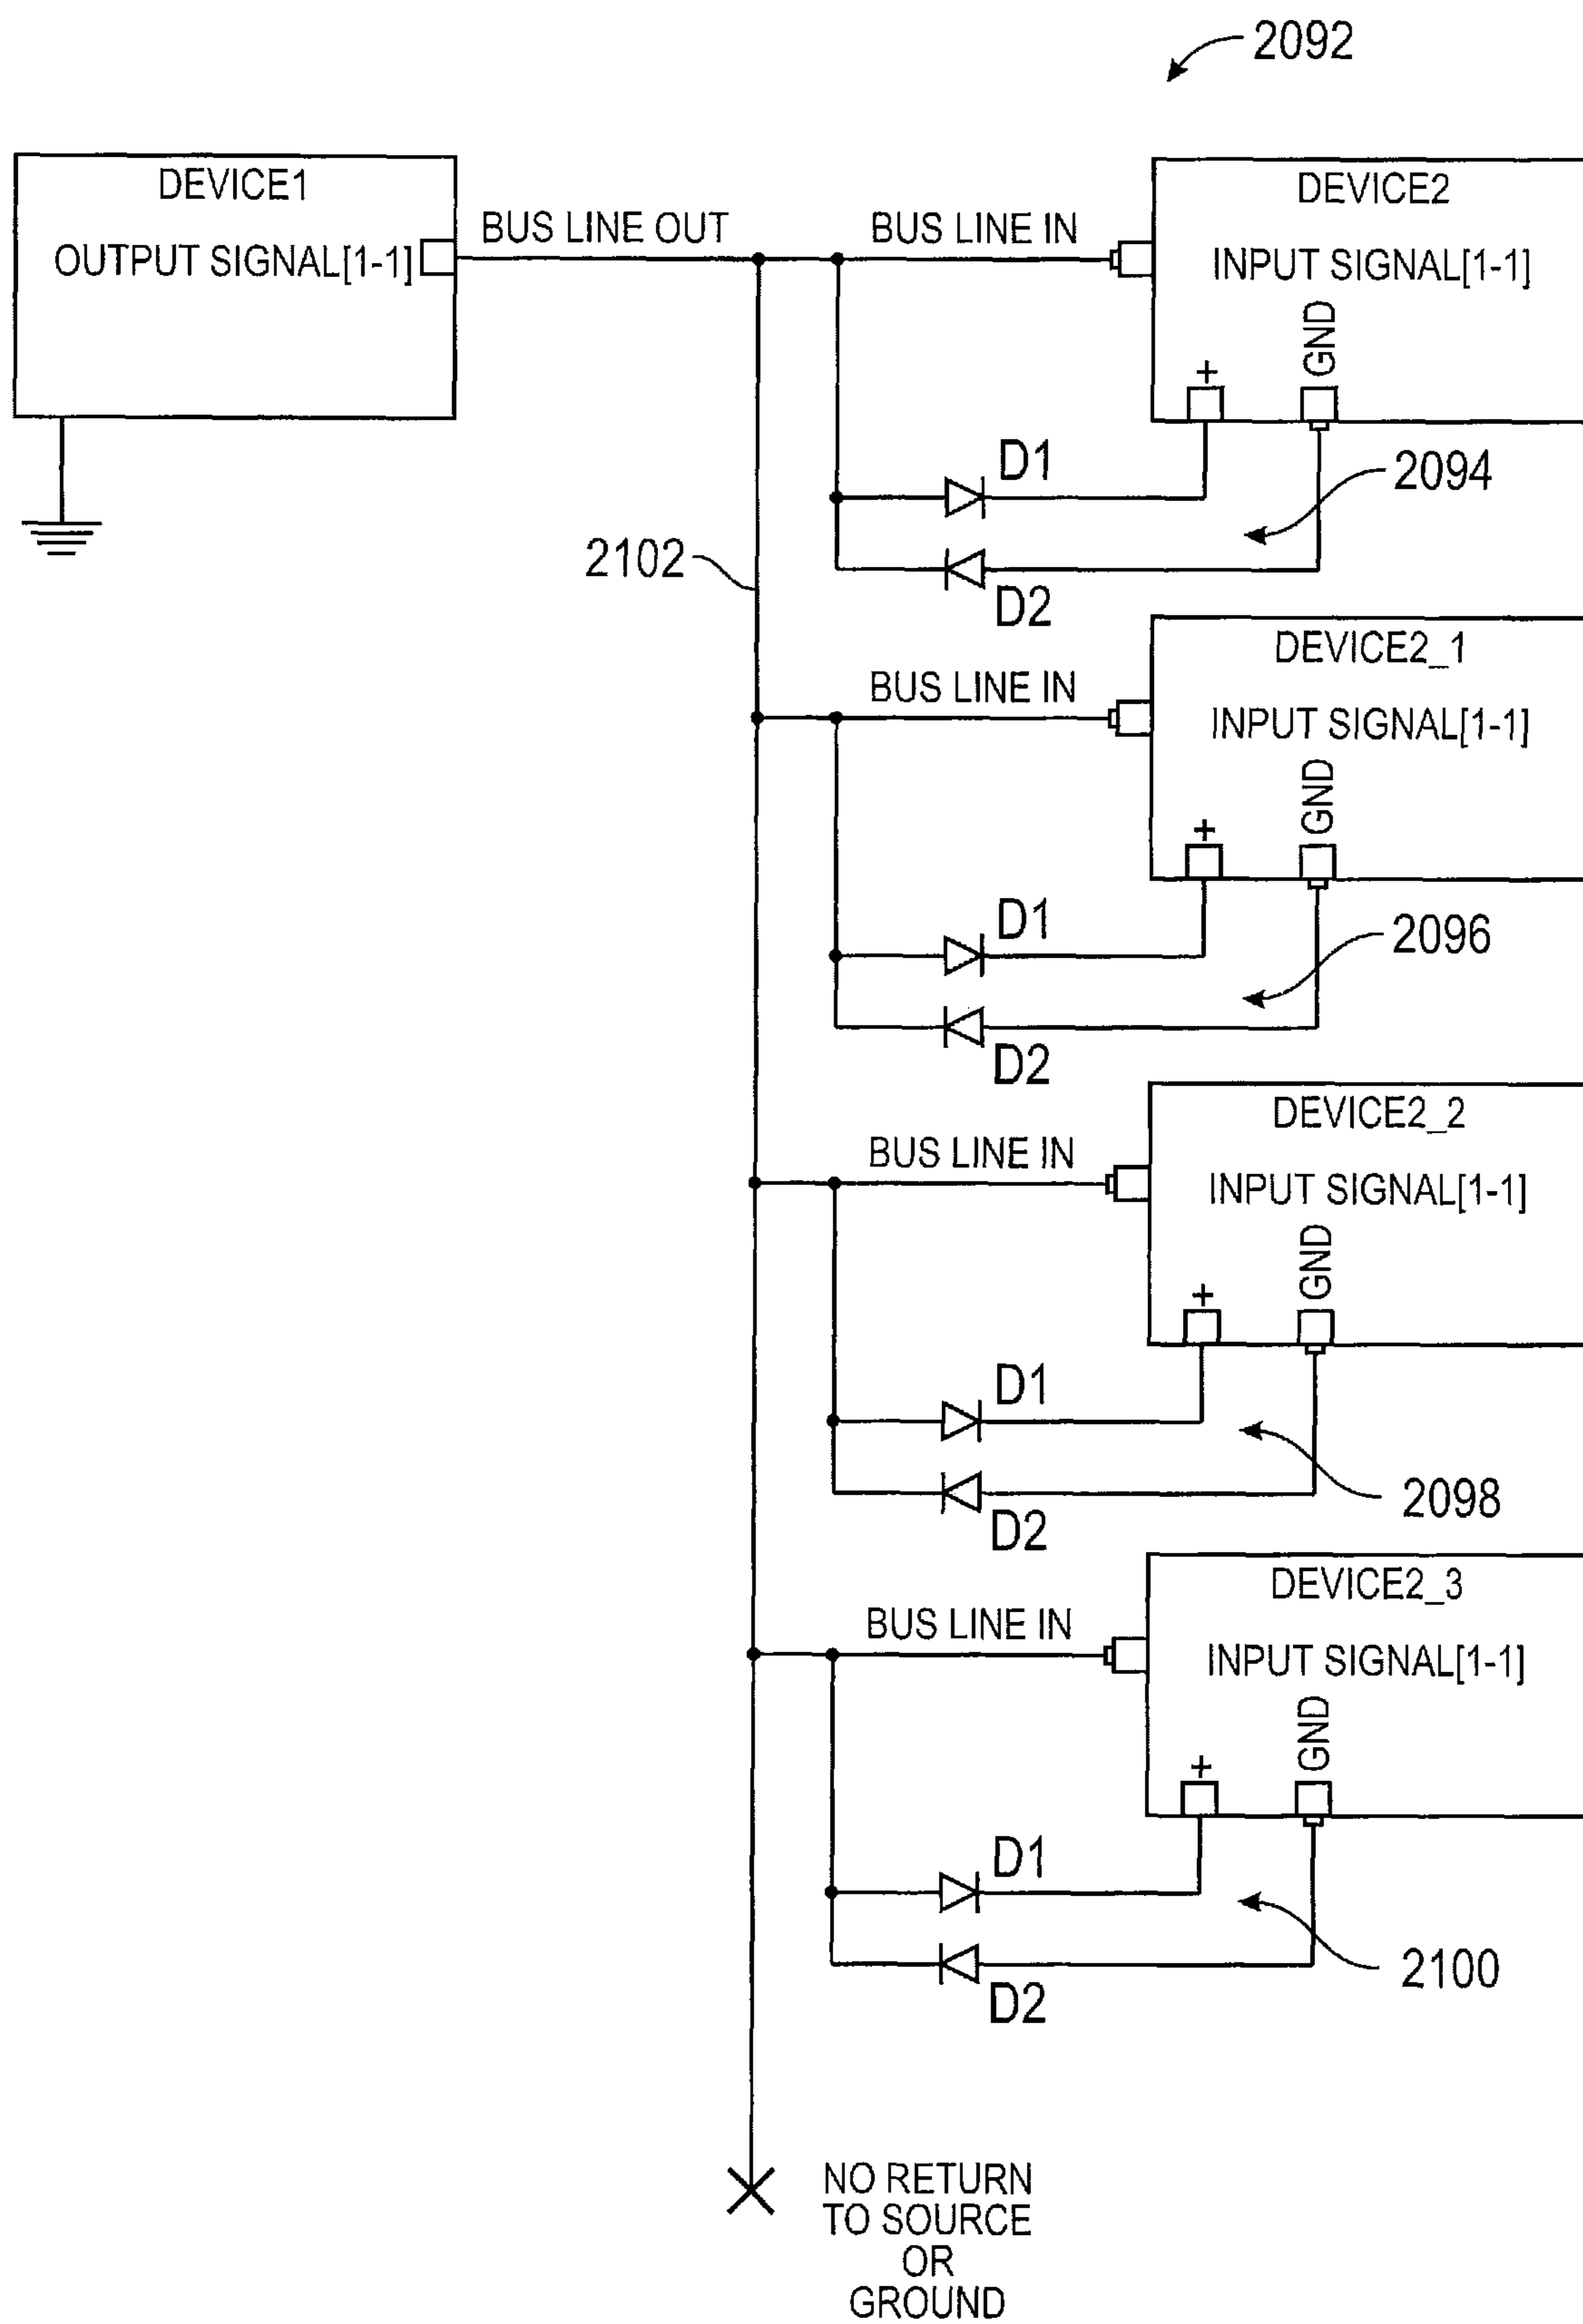 2092
DEVICE1
OUTPUT SIGNAL[1-1]
BUS LINE OUT
BUS LINE IN
DEVICE2
INPUT SIGNAL[1-1]
+
GND
D1
2094
D2
2102
BUS LINE IN
DEVICE2_1
INPUT SIGNAL[1-1]
+
GND
D1
2096
D2
BUS LINE IN
DEVICE2_2
INPUT SIGNAL[1-1]
+
GND
D1
2098
D2
BUS LINE IN
DEVICE2_3
INPUT SIGNAL[1-1]
+
GND
D1
2100
D2
NO RETURN
TO SOURCE
OR
GROUND